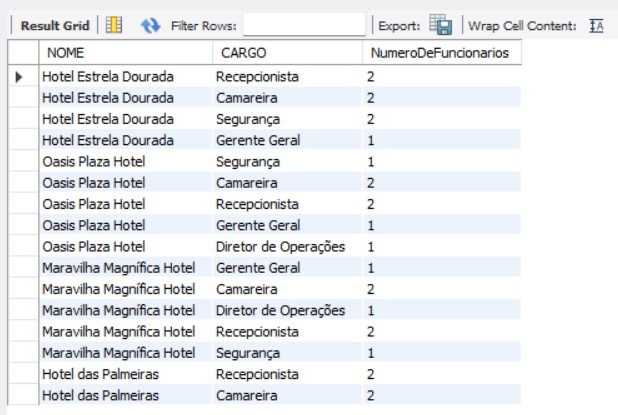 Result Grid Filter Rows: Export: Wrap Cell Content: IA
NOME CARGO NumeroDeFuncionarios
Hotel Estrela Dourada Recepcionista 2
Hotel Estrela Dourada Camareira 2
Hotel Estrela Dourada Segurança 2
Hotel Estrela Dourada Gerente Geral 1
Oasis Plaza Hotel Segurança 1
Oasis Plaza Hotel Camareira 2
Oasis Plaza Hotel Recepcionista 2
Oasis Plaza Hotel Gerente Geral 1
Oasis Plaza Hotel Diretor de Operações 1
Maravilha Magnífica Hotel Gerente Geral 1
Maravilha Magnífica Hotel Camareira 2
Maravilha Magnífica Hotel Diretor de Operações 1
Maravilha Magnífica Hotel Recepcionista 2
Maravilha Magnífica Hotel Segurança 1
Hotel das Palmeiras Recepcionista 2
Hotel das Palmeiras Camareira 2